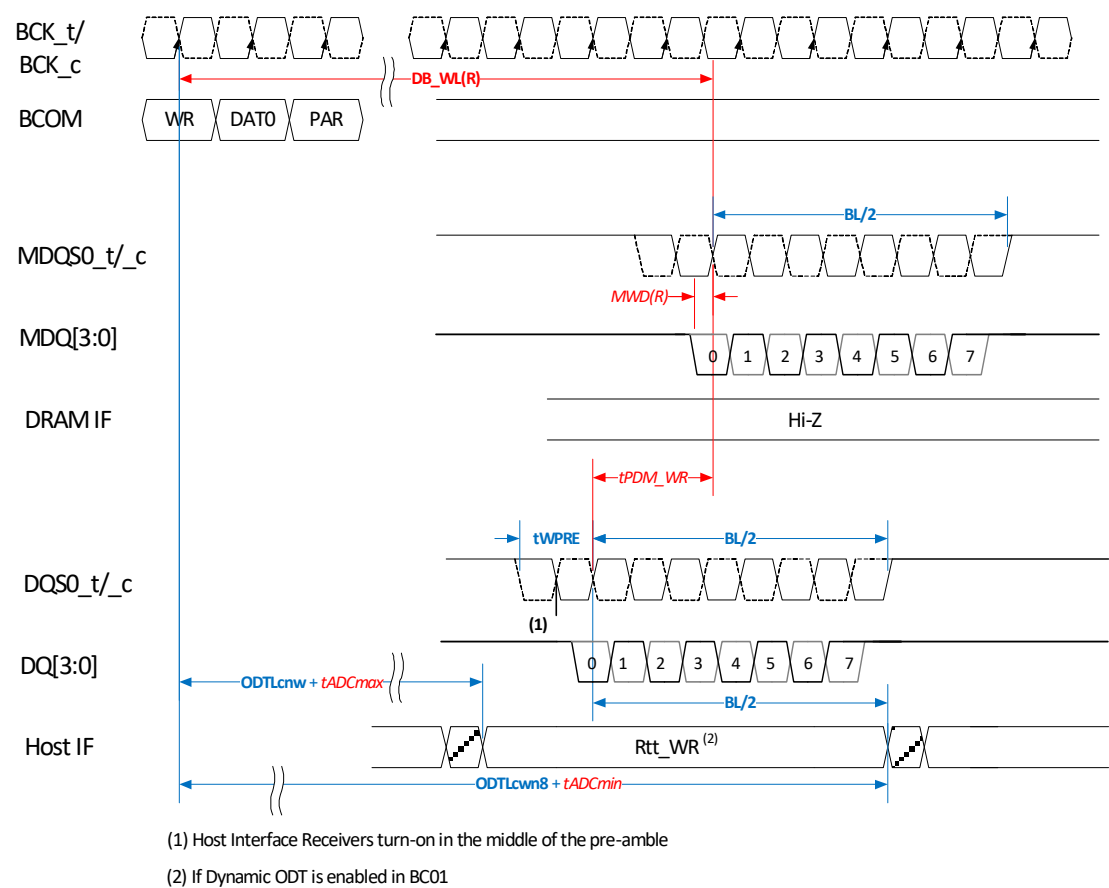 BCK_t/
BCK_c
DB_WL(R)
BCOM
WR DAT0 PAR
BL/2
MDQS0_t/_c
MWD(R)
MDQ[3:0]
0 1 2 3 4 5 6 7
DRAM IF
Hi-Z
tPDM_WR
tWPRE BL/2
DQS0_t/_c
(1)
DQ[3:0]
0 1 2 3 4 5 6 7
ODTLcnw + tADCmax
BL/2
Host IF
Rtt_WR (2)
ODTLcwn8 + tADCmin
(1) Host Interface Receivers turn-on in the middle of the pre-amble
(2) If Dynamic ODT is enabled in BC01